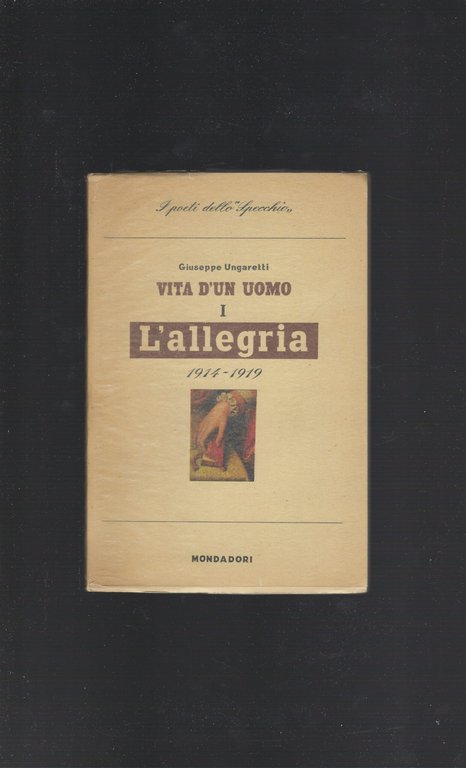 I poeti dello "Specchio„
Giuseppe Ungaretti
VITA D'UN UOMO
I
L'allegria
1914-1919
MONDADORI